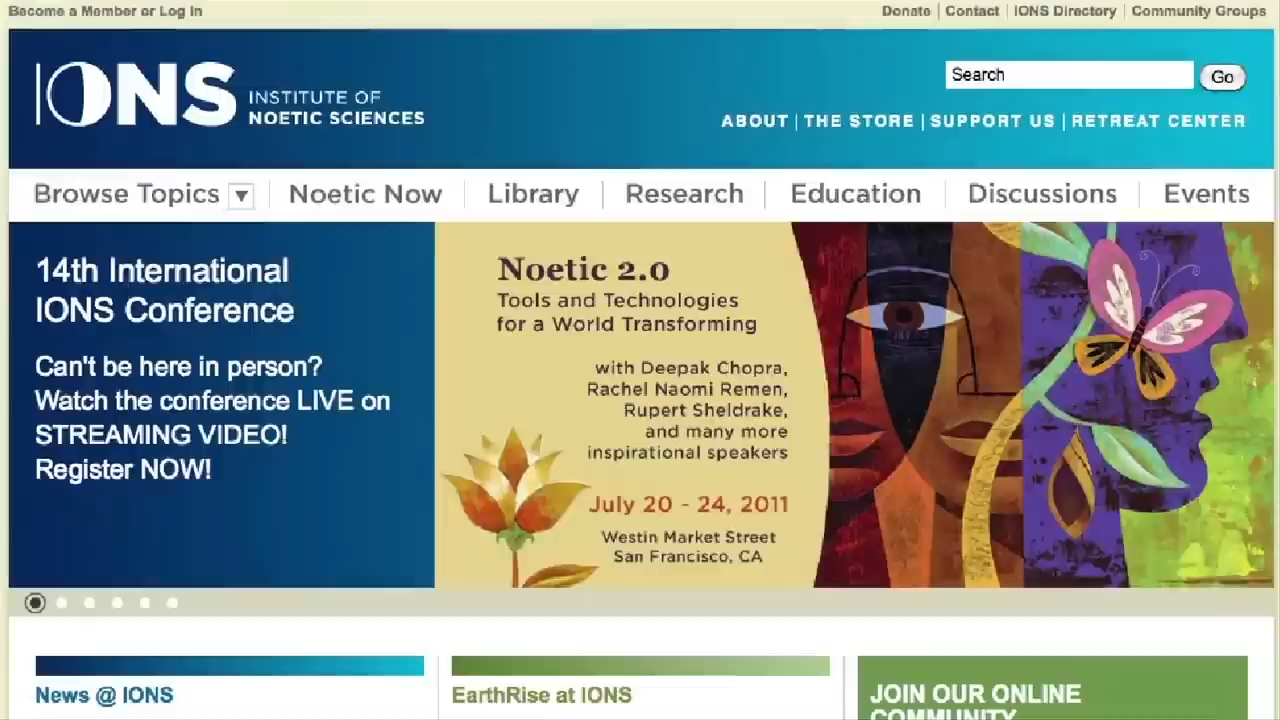 Become a Member or Log In
Donate | Contact | IONS Directory | Community Groups
IONS INSTITUTE OF
NOETIC SCIENCES
Search
Go
ABOUT | THE STORE | SUPPORT US | RETREAT CENTER
Browse Topics
Noetic Now
Library
Research
Education
Discussions
Events
14th International
IONS Conference
Can't be here in person?
Watch the conference LIVE on
STREAMING VIDEO!
Register NOW!
Noetic 2.0
Tools and Technologies
for a World Transforming
with Deepak Chopra,
Rachel Naomi Remen,
Rupert Sheldrake,
and many more
inspirational speakers
July 20 - 24, 2011
Westin Market Street
San Francisco, CA
News @ IONS
EarthRise at IONS
JOIN OUR ONLINE
COMMUNITY